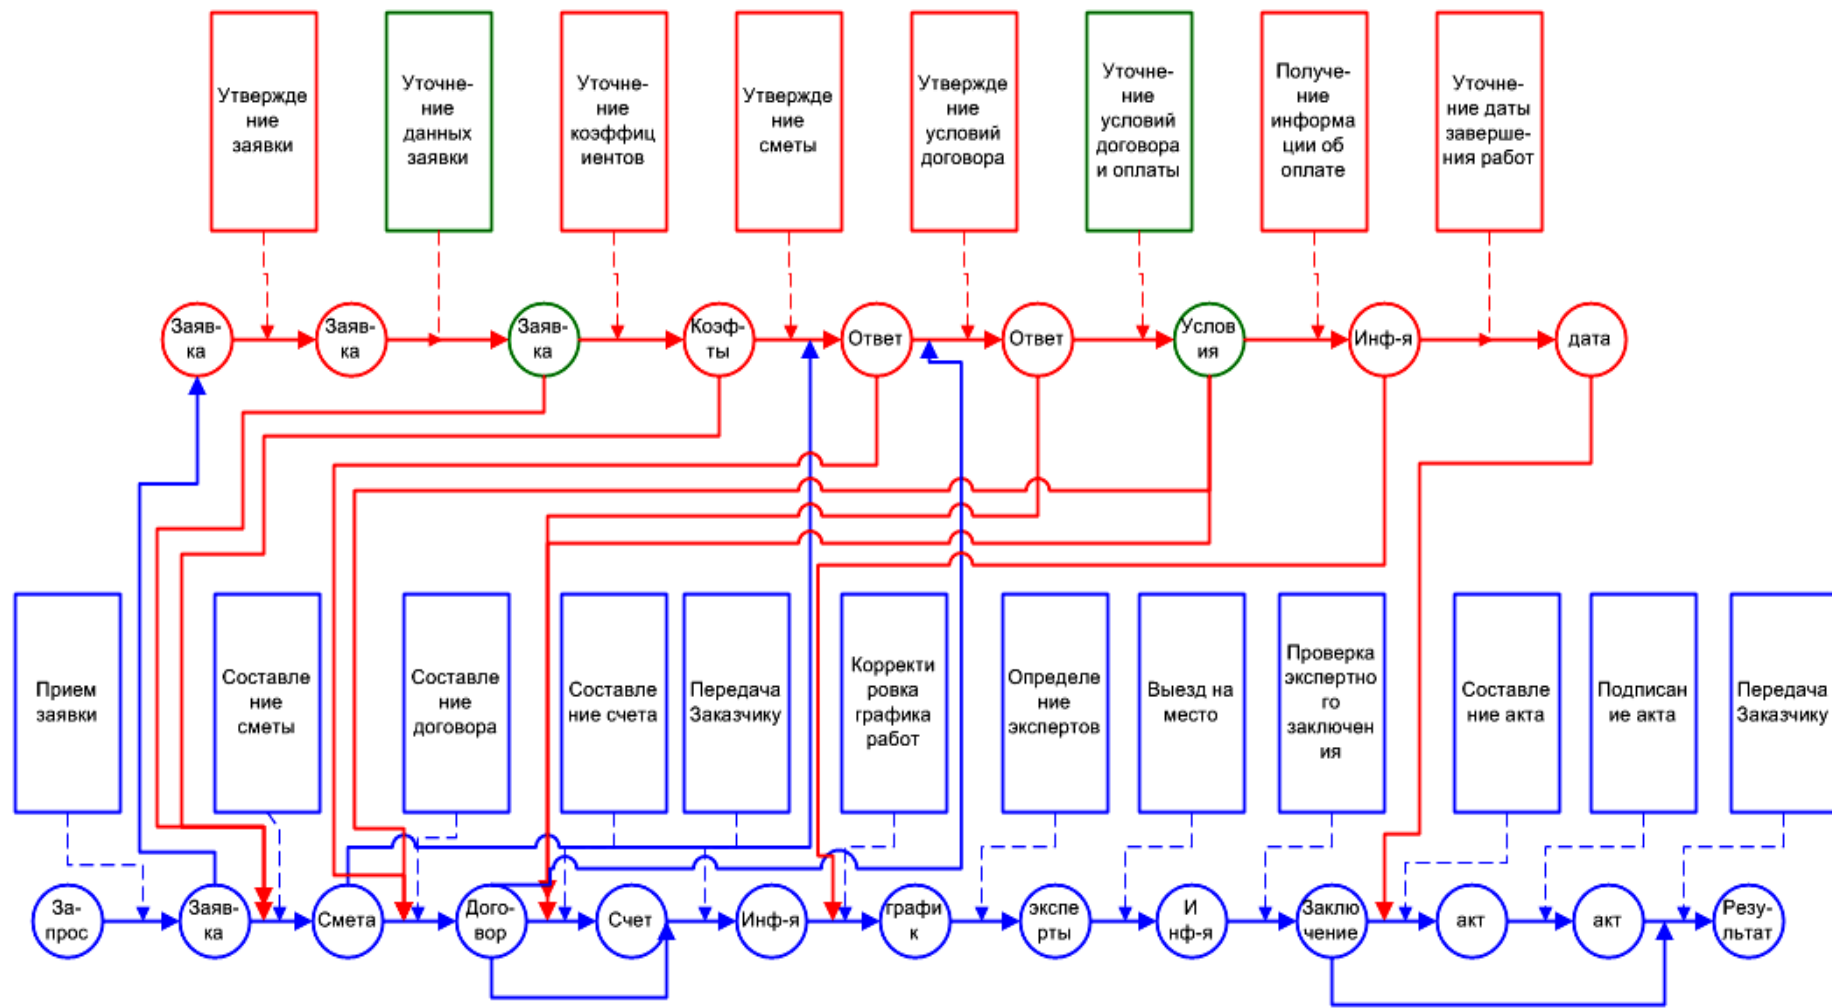 Утвержде
ние
заявки
Уточне-
ние
данных
заявки
Уточне-
ние
коэффиц
иентов
Утвержде
ние
сметы
Утвержде
ние
условий
договора
Уточне-
ние
условий
договора
и оплаты
Получе-
ние
информа
ции об
оплате
Уточне-
ние даты
заверше-
ния работ
Заяв-
ка
Заяв-
ка
Заяв-
ка
Коэф-
ты
Ответ
Ответ
Услов
ия
Инф-я
дата
Прием
заявки
Составле
ние
сметы
Составле
ние
договора
Составле
ние счета
Передача
Заказчику
Корректи
ровка
графика
работ
Определе
ние
экспертов
Выезд на
место
Проверка
экспертно
го
заключен
ия
Составле
ние акта
Подписан
ие акта
Передача
Заказчику
За-
прос
Заяв-
ка
Смета
Дого-
вор
Счет
Инф-я
графи
к
экспе
рты
И
нф-я
Заклю
чение
акт
акт
Резу-
льтат